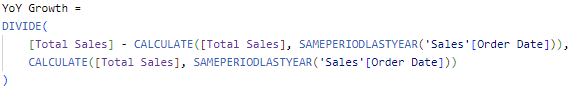 YoY Growth =
DIVIDE(
    [Total Sales] - CALCULATE([Total Sales], SAMEPERIODLASTYEAR('Sales'[Order Date])),
    CALCULATE([Total Sales], SAMEPERIODLASTYEAR('Sales'[Order Date]))
)